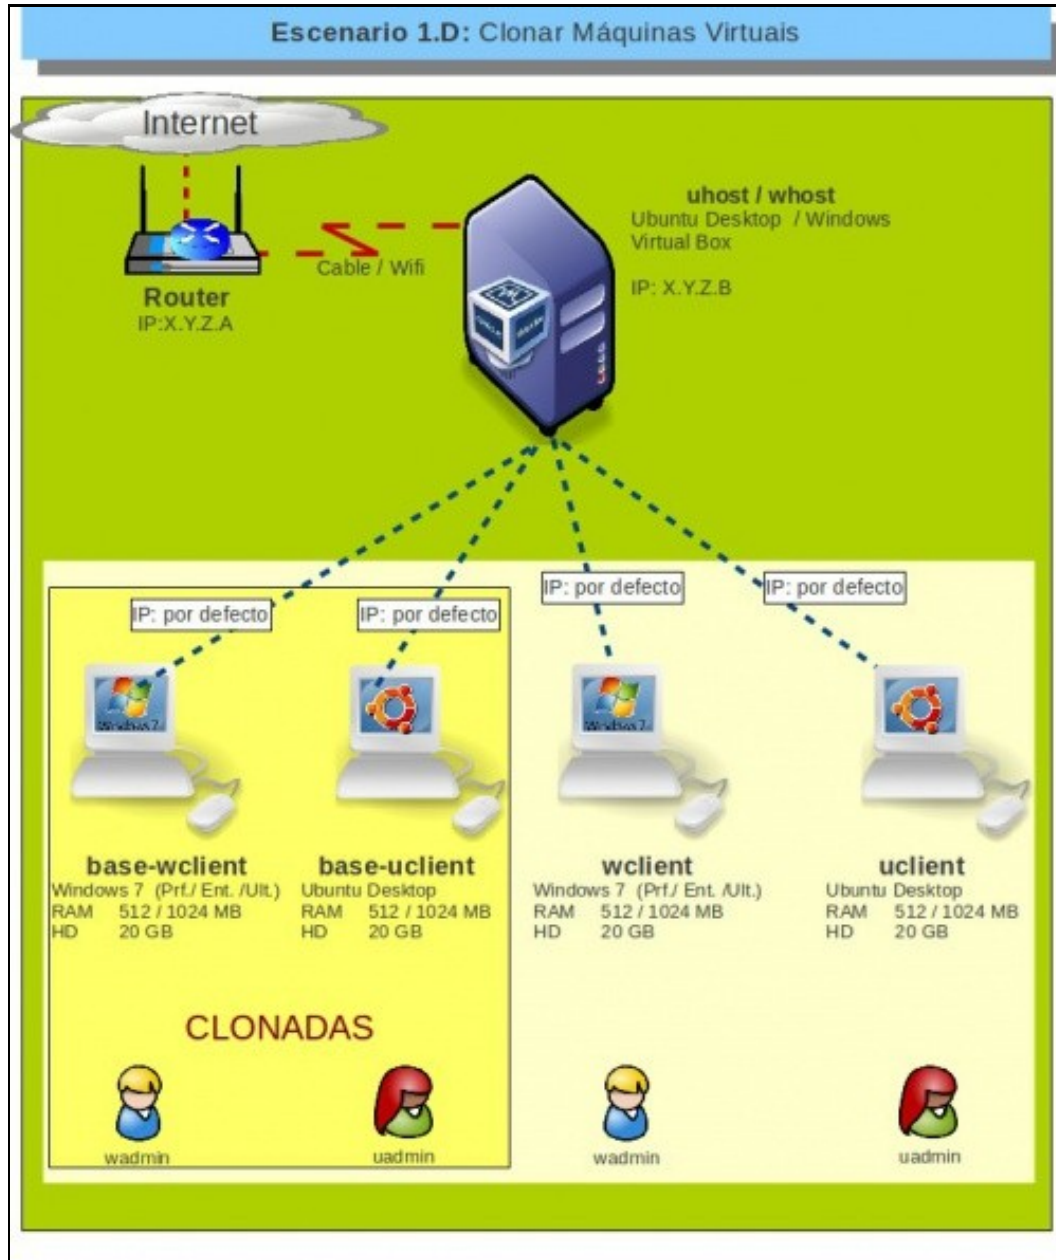 Escenario 1.D: Clonar Máquinas Virtuais
Internet
uhost / whost
Ubuntu Desktop / Windows
Virtual Box
IP: X.Y.Z.B
Cable / Wifi
Router
IP:X.Y.Z.A
IP: por defecto
IP: por defecto
IP: por defecto
IP: por defecto
Windows 7
Windows 7
base-wclient
Windows 7 (Prf./ Ent. /Ult.)
RAM 512 / 1024 MB
HD 20 GB
base-uclient
Ubuntu Desktop
RAM 512 / 1024 MB
HD 20 GB
wclient
Windows 7 (Prf./ Ent. /Ult.)
RAM 512 / 1024 MB
HD 20 GB
uclient
Ubuntu Desktop
RAM 512 / 1024 MB
HD 20 GB
CLONADAS
wadmin
uadmin
wadmin
uadmin